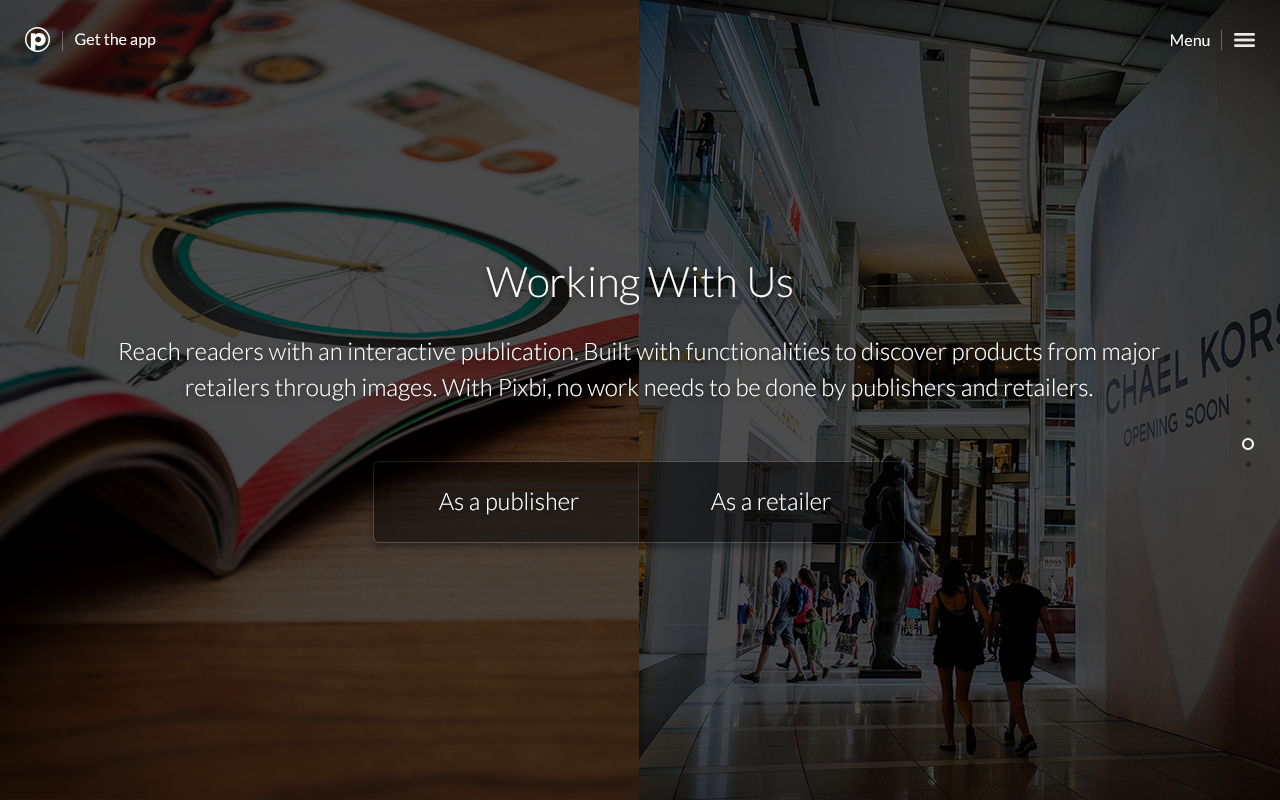 Get the app
Menu
Working With Us
Reach readers with an interactive publication. Built with functionalities to discover products from major
retailers through images. With Pixbi, no work needs to be done by publishers and retailers.
CHAEL KORS
OPENING SOON
As a publisher
As a retailer
BOSS